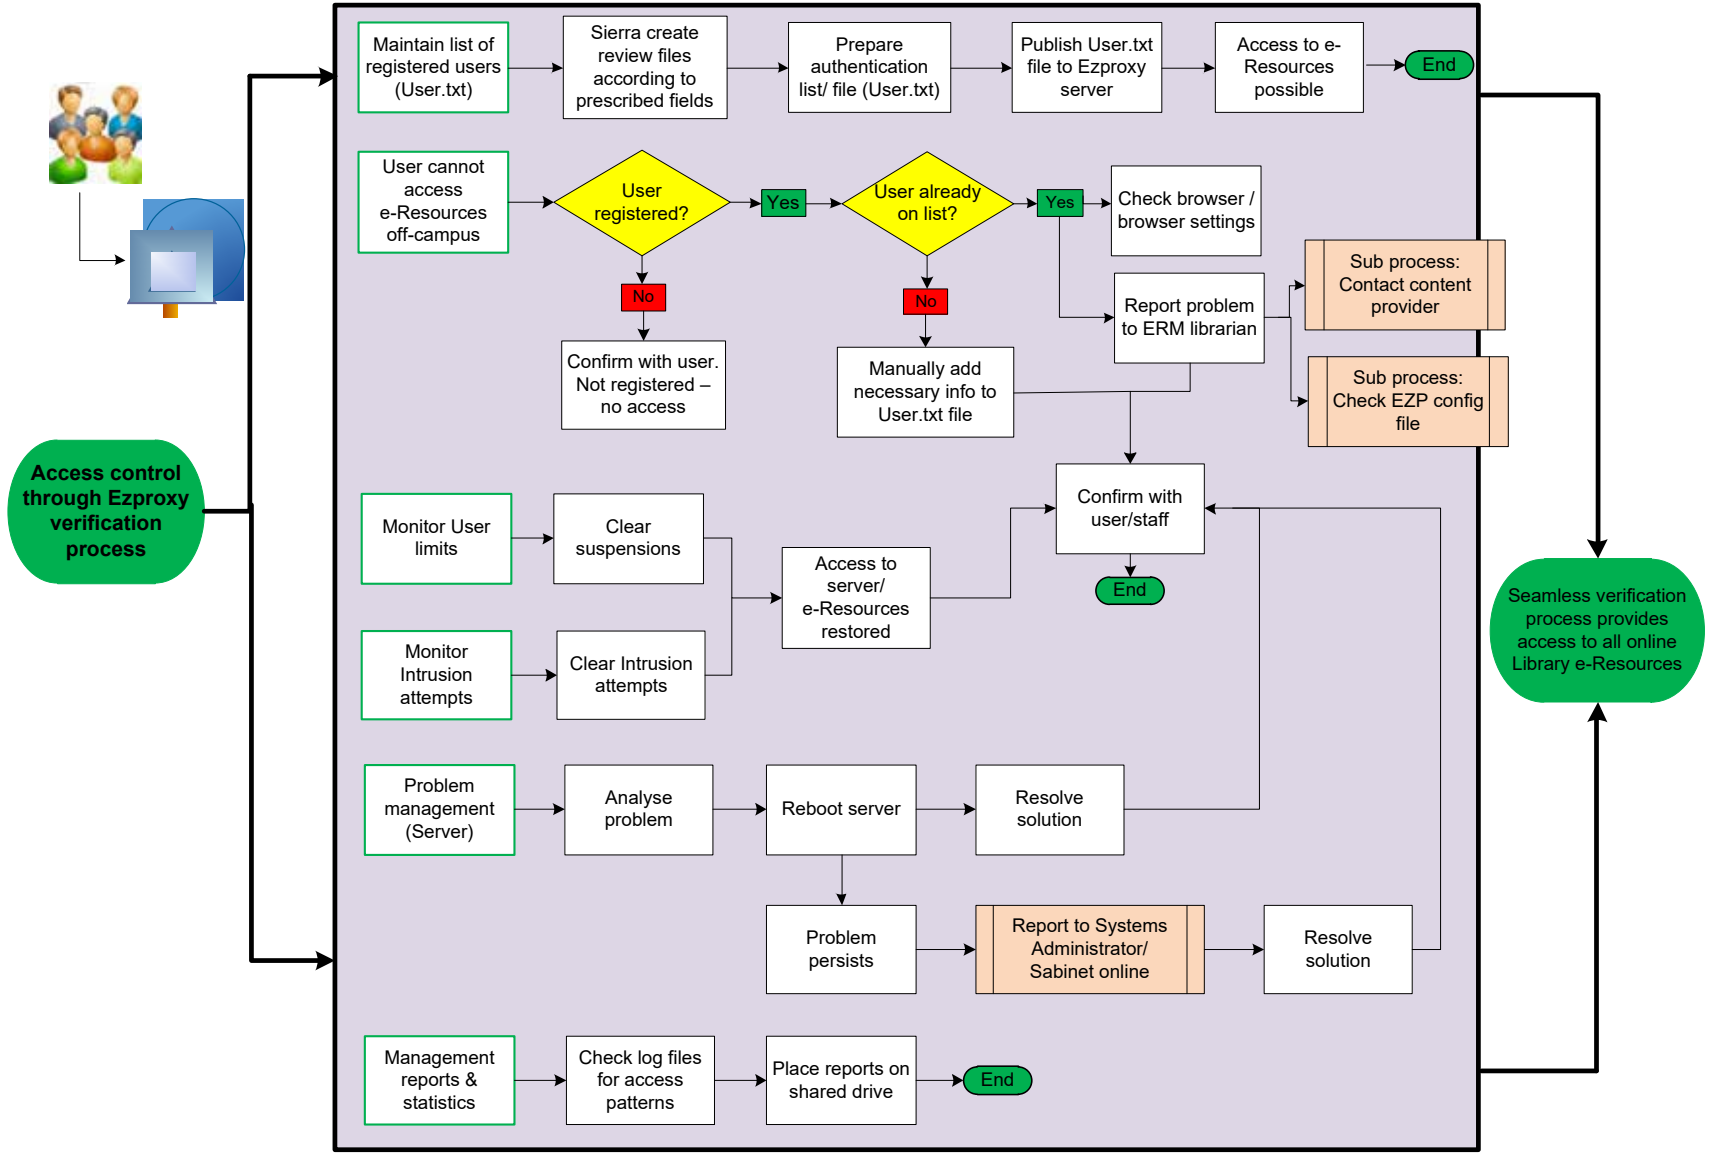 Maintain list of
registered users
(User.txt)
Sierra create
review files
according to
prescribed fields
Prepare
authentication
list/ file (User.txt)
Publish User.txt
file to Ezproxy
server
Access to e-
Resources
possible
End
User cannot
access
e-Resources
off-campus
User
registered?
Yes
User already
on list?
Yes
Check browser /
browser settings
No
Confirm with user.
Not registered –
no access
No
Manually add
necessary info to
User.txt file
Report problem
to ERM librarian
Sub process:
Contact content
provider
Sub process:
Check EZP config
file
Access control
through Ezproxy
verification
process
Monitor User
limits
Clear
suspensions
Monitor
Intrusion
attempts
Clear Intrusion
attempts
Access to
server/
e-Resources
restored
Confirm with
user/staff
End
Seamless verification
process provides
access to all online
Library e-Resources
Problem
management
(Server)
Analyse
problem
Reboot server
Resolve
solution
Problem
persists
Report to Systems
Administrator/
Sabinet online
Resolve
solution
Management
reports &
statistics
Check log files
for access
patterns
Place reports on
shared drive
End